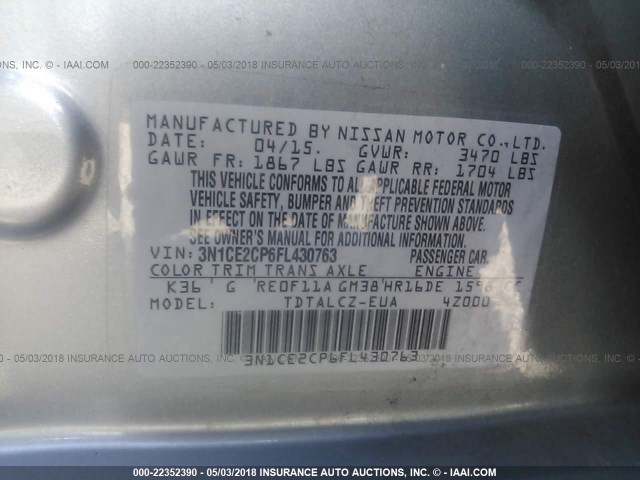 INC. - IAAI.COM 000-22352390 - 05/03/2018 INSURANCE AUTO AUCTIONS, INC. - IAAI.COM 000-22352390 - 05/03/2018
MANUFACTURED BY NISSAN MOTOR CO., LTD.
DATE: 04/15. GVWR: 3470 LBS
GAWR FR: 1867 LBS GAWR RR: 1704 LBS
THIS VEHICLE CONFORMS TO ALL APPLICABLE FEDERAL MOTOR
VEHICLE SAFETY, BUMPER AND THEFT PREVENTION STANDARDS
IN EFFECT ON THE DATE OF MANUFACTURE SHOWN ABOVE.
SEE OWNER'S MANUAL FOR ADDITIONAL INFORMATION
VIN: 3N1CE2CP6FL430763 PASSENGER CAR.
COLOR TRIM TRANS AXLE ENGINE
K36 G RE0F11A GM38 HR16DE 1598 CC
MODEL: TDTALCZ-EUA 4Z000
3N1CE2CP6FL430763
000-22352390 - 05/03/2018 INSURANCE AUTO AUCTIONS, INC. - IAAI.COM